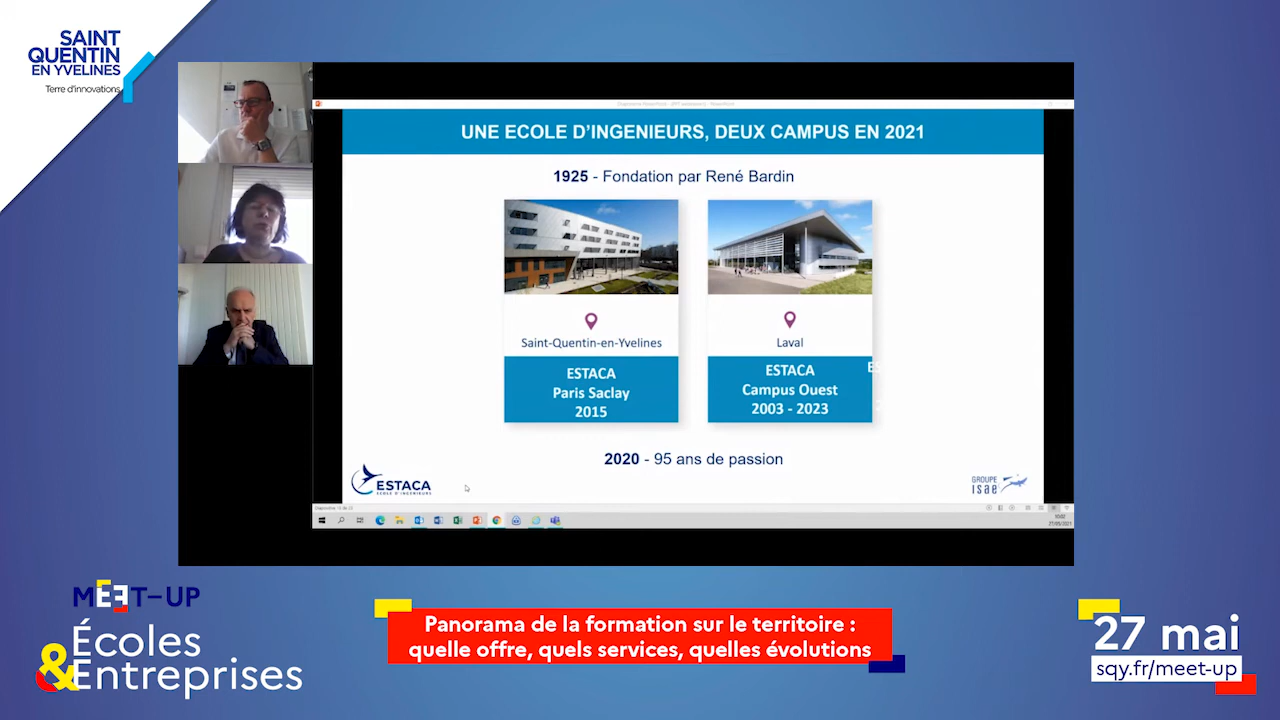 SAINT
QUENTIN
EN YVELINES
Terre d'innovations
UNE ECOLE D'INGENIEURS, DEUX CAMPUS EN 2021
1925 - Fondation par René Bardin
Saint-Quentin-en-Yvelines
ESTACA
Paris Saclay
2015
Laval
ESTACA
Campus Ouest
2003 - 2023
2020 - 95 ans de passion
ESTACA
ECOLE D'INGENIEURS
GROUPE
isae
27/05/2021
MEET-UP
Écoles
&Entreprises
Panorama de la formation sur le territoire :
quelle offre, quels services, quelles évolutions
27 mai
sqy.fr/meet-up